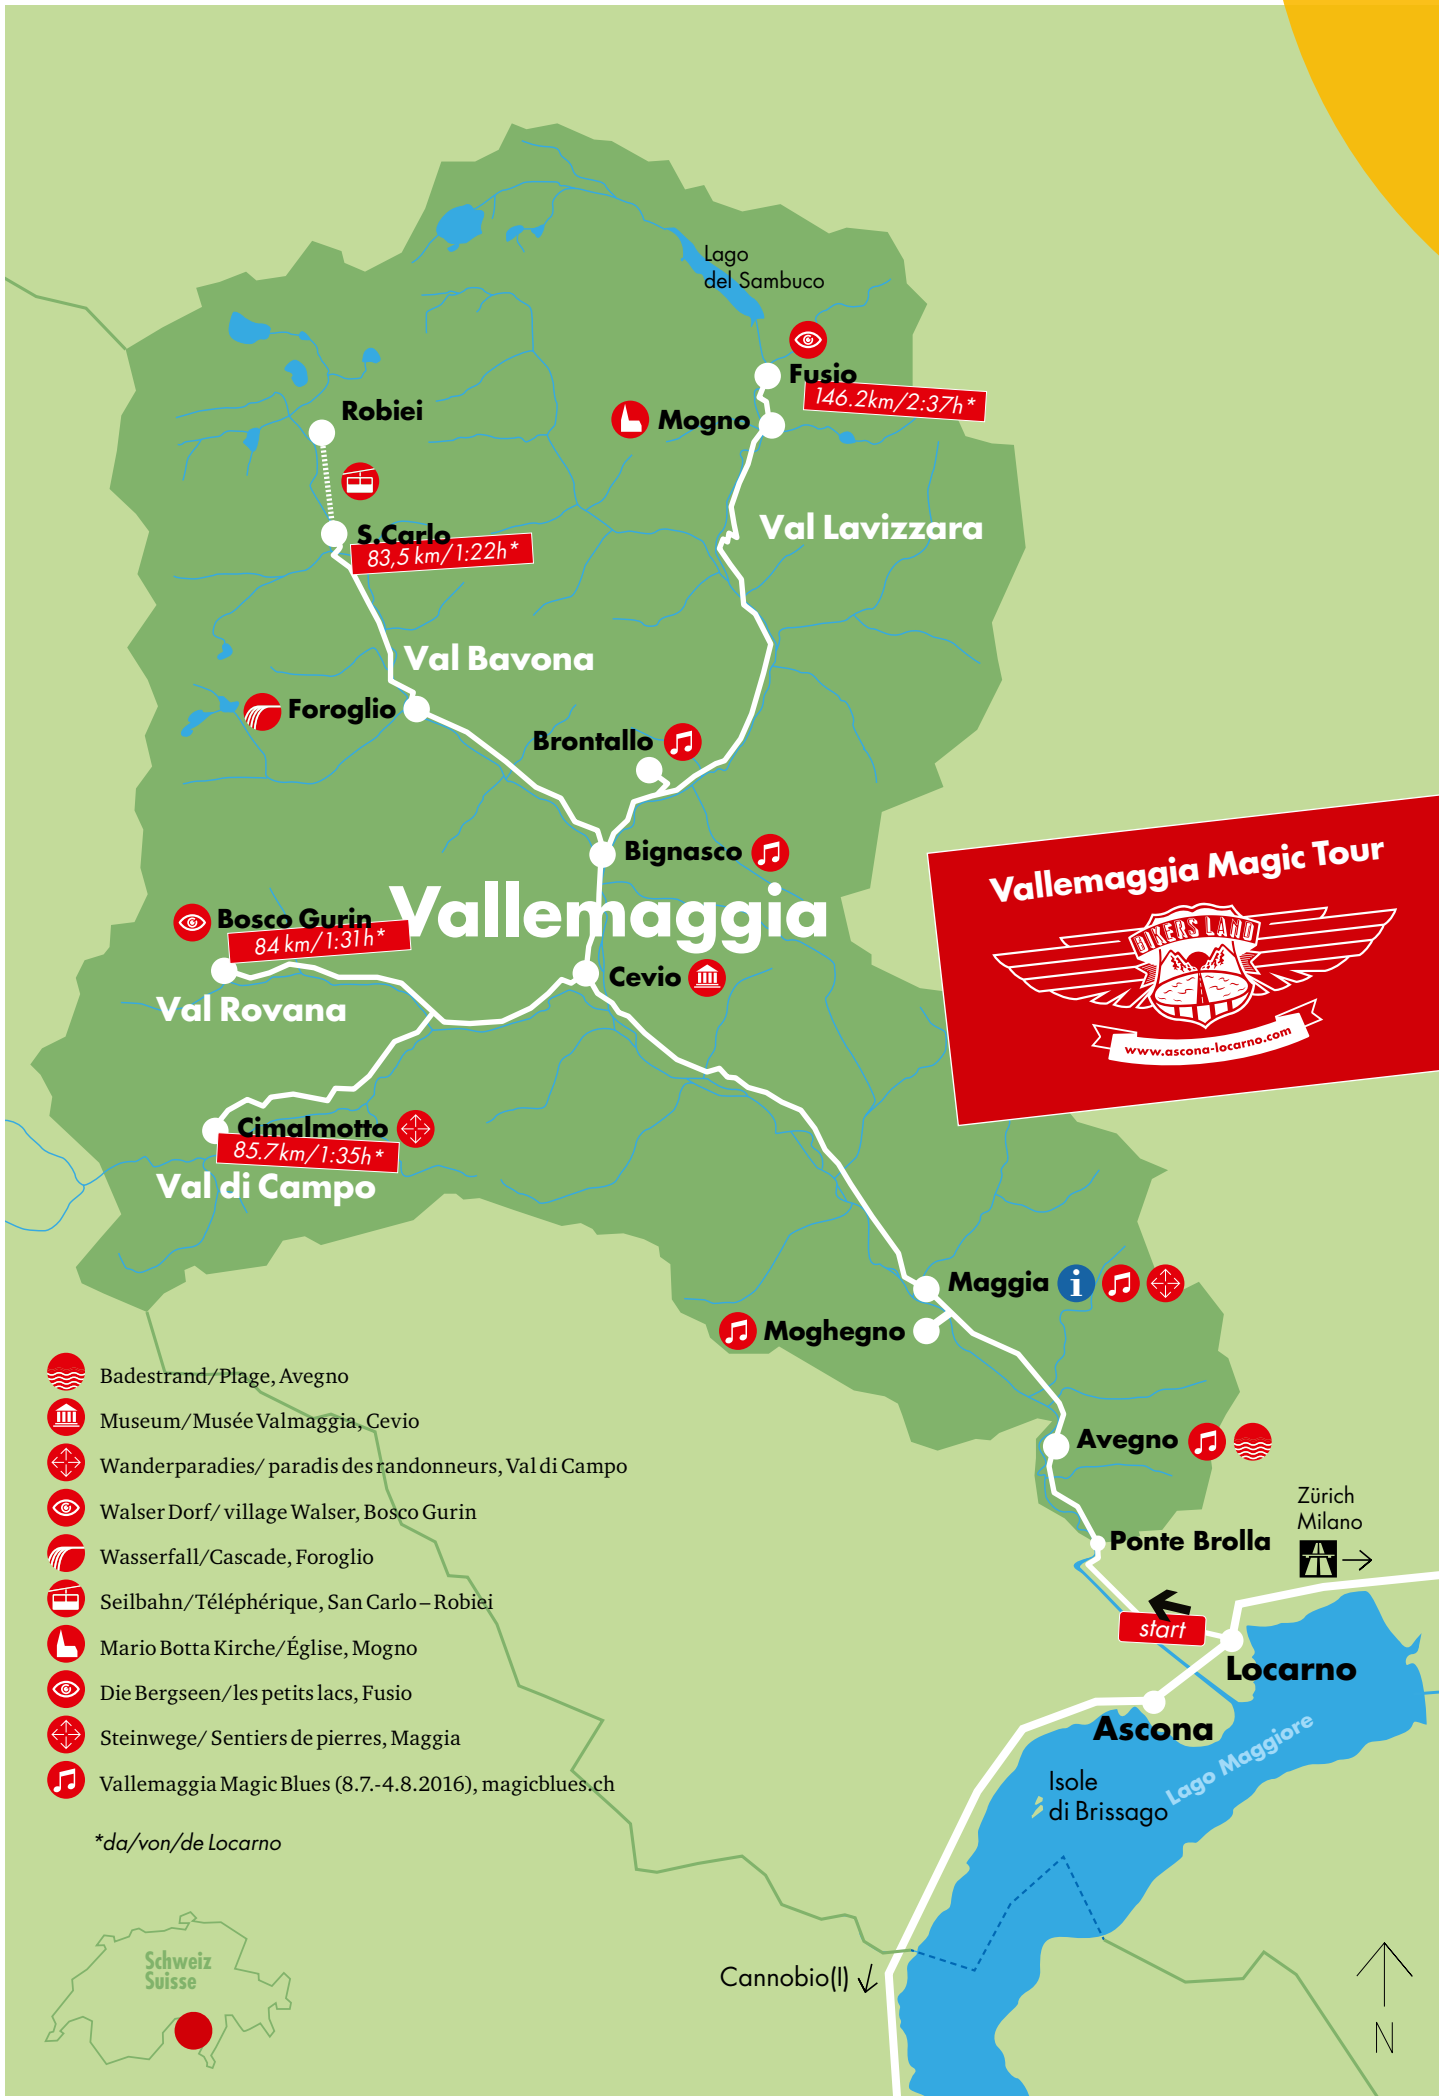 Lago
del Sambuco
Fusio
146.2km/2:37h*
Mogno
Robiei
S.Carlo
83,5 km/1:22h*
Val Lavizzara
Val Bavona
Foroglio
Brontallo
Bignasco
Vallemaggia
Vallemaggia Magic Tour
BIKERS LAND
www.ascona-locarno.com
Bosco Gurin
84 km/1:31h*
Cevio
Val Rovana
Cimalmotto
85.7km/1:35h*
Val di Campo
Maggia
i
Moghegno
Avegno
Ponte Brolla
Zürich
Milano
start
Locarno
Ascona
Lago Maggiore
Isole
di Brissago
Cannobio(I)
N
Badestrand/Plage, Avegno
Museum/Musée Valmaggia, Cevio
Wanderparadies/ paradis des randonneurs, Val di Campo
Walser Dorf/ village Walser, Bosco Gurin
Wasserfall/Cascade, Foroglio
Seilbahn/Téléphérique, San Carlo – Robiei
Mario Botta Kirche/Église, Mogno
Die Bergseen/les petits lacs, Fusio
Steinwege/ Sentiers de pierres, Maggia
Vallemaggia Magic Blues (8.7.-4.8.2016), magicblues.ch
*da/von/de Locarno
Schweiz
Suisse